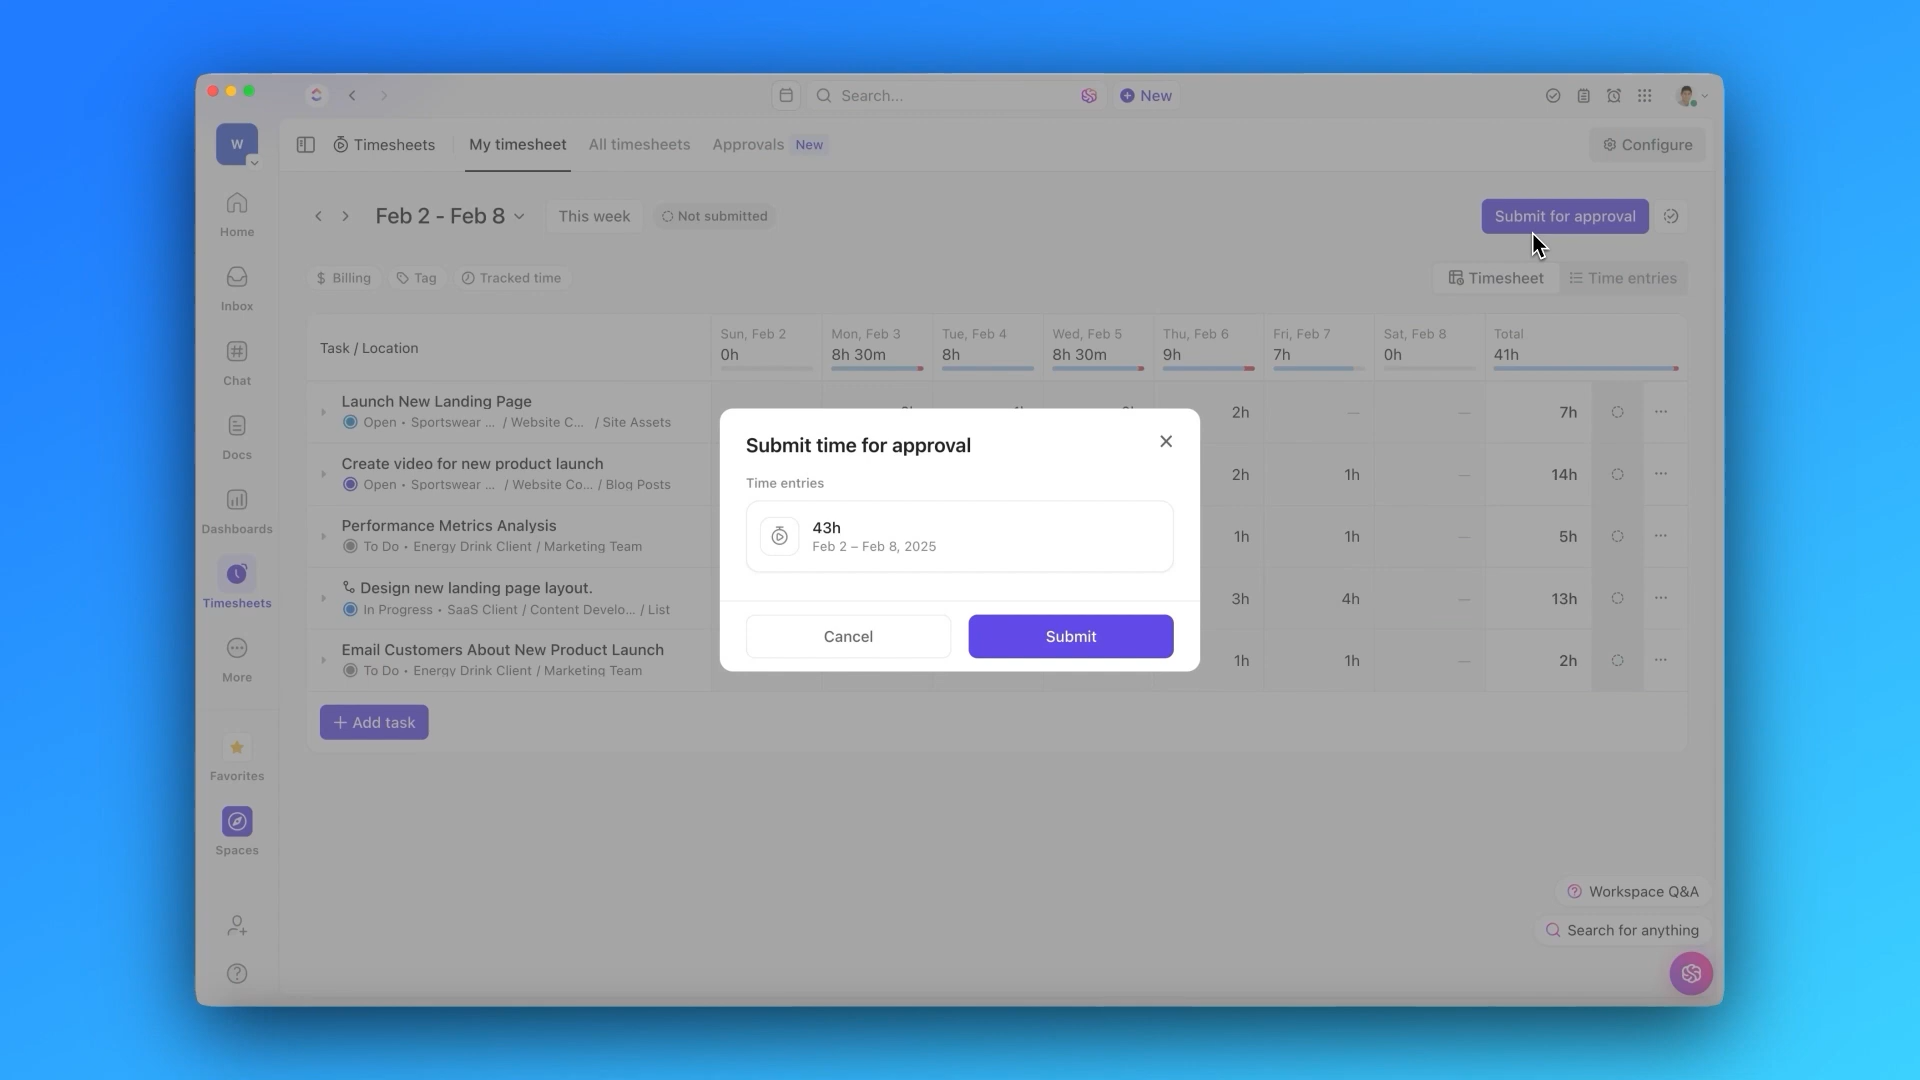 Search...
New
W
Timesheets
My timesheet
All timesheets
Approvals
New
Configure
Home
Feb 2 - Feb 8
This week
Not submitted
Submit for approval
Inbox
$ Billing
Tag
Tracked time
Timesheet
Time entries
Chat
Task / Location
Sun, Feb 2
Mon, Feb 3
Tue, Feb 4
Wed, Feb 5
Thu, Feb 6
Fri, Feb 7
Sat, Feb 8
Total
0h
8h 30m
8h
8h 30m
9h
7h
0h
41h
Docs
Launch New Landing Page
Open • Sportswear ... / Website C... / Site Assets
2h
—
—
7h
Dashboards
Create video for new product launch
Open • Sportswear ... / Website Co... / Blog Posts
2h
1h
—
14h
Timesheets
Performance Metrics Analysis
To Do • Energy Drink Client / Marketing Team
1h
1h
—
5h
More
Design new landing page layout.
In Progress • SaaS Client / Content Develo... / List
3h
4h
—
13h
Email Customers About New Product Launch
To Do • Energy Drink Client / Marketing Team
1h
1h
—
2h
+ Add task
Submit time for approval
Time entries
43h
Feb 2 – Feb 8, 2025
Cancel
Submit
Favorites
Spaces
Workspace Q&A
Search for anything